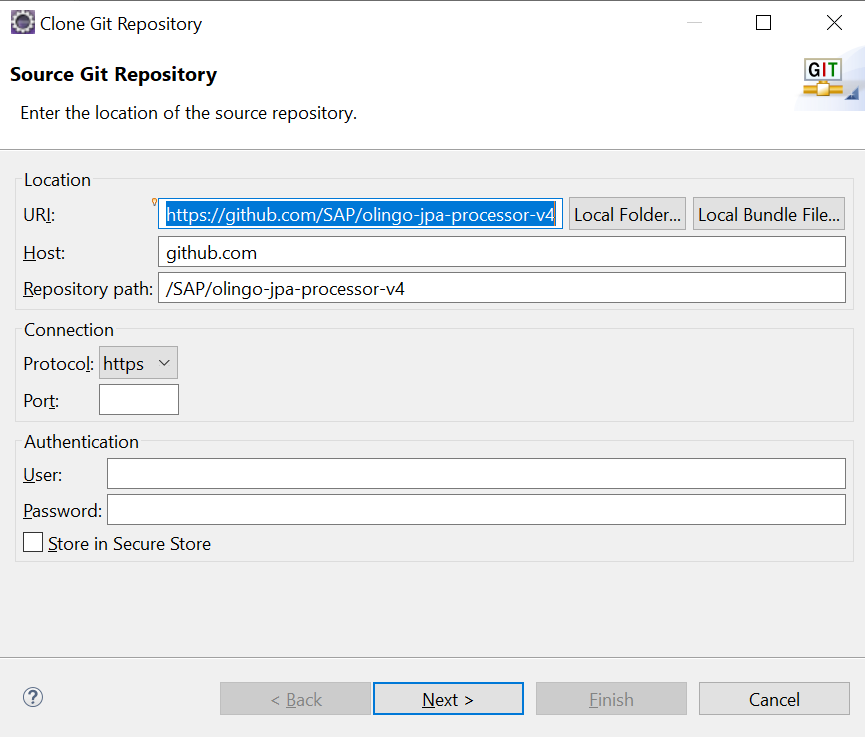 Clone Git Repository
Source Git Repository
GIT
Enter the location of the source repository.
Location
URI: https://github.com/SAP/olingo-jpa-processor-v4 Local Folder... Local Bundle File...
Host: github.com
Repository path: /SAP/olingo-jpa-processor-v4
Connection
Protocol: https
Port:
Authentication
User:
Password:
Store in Secure Store
? < Back Next > Finish Cancel